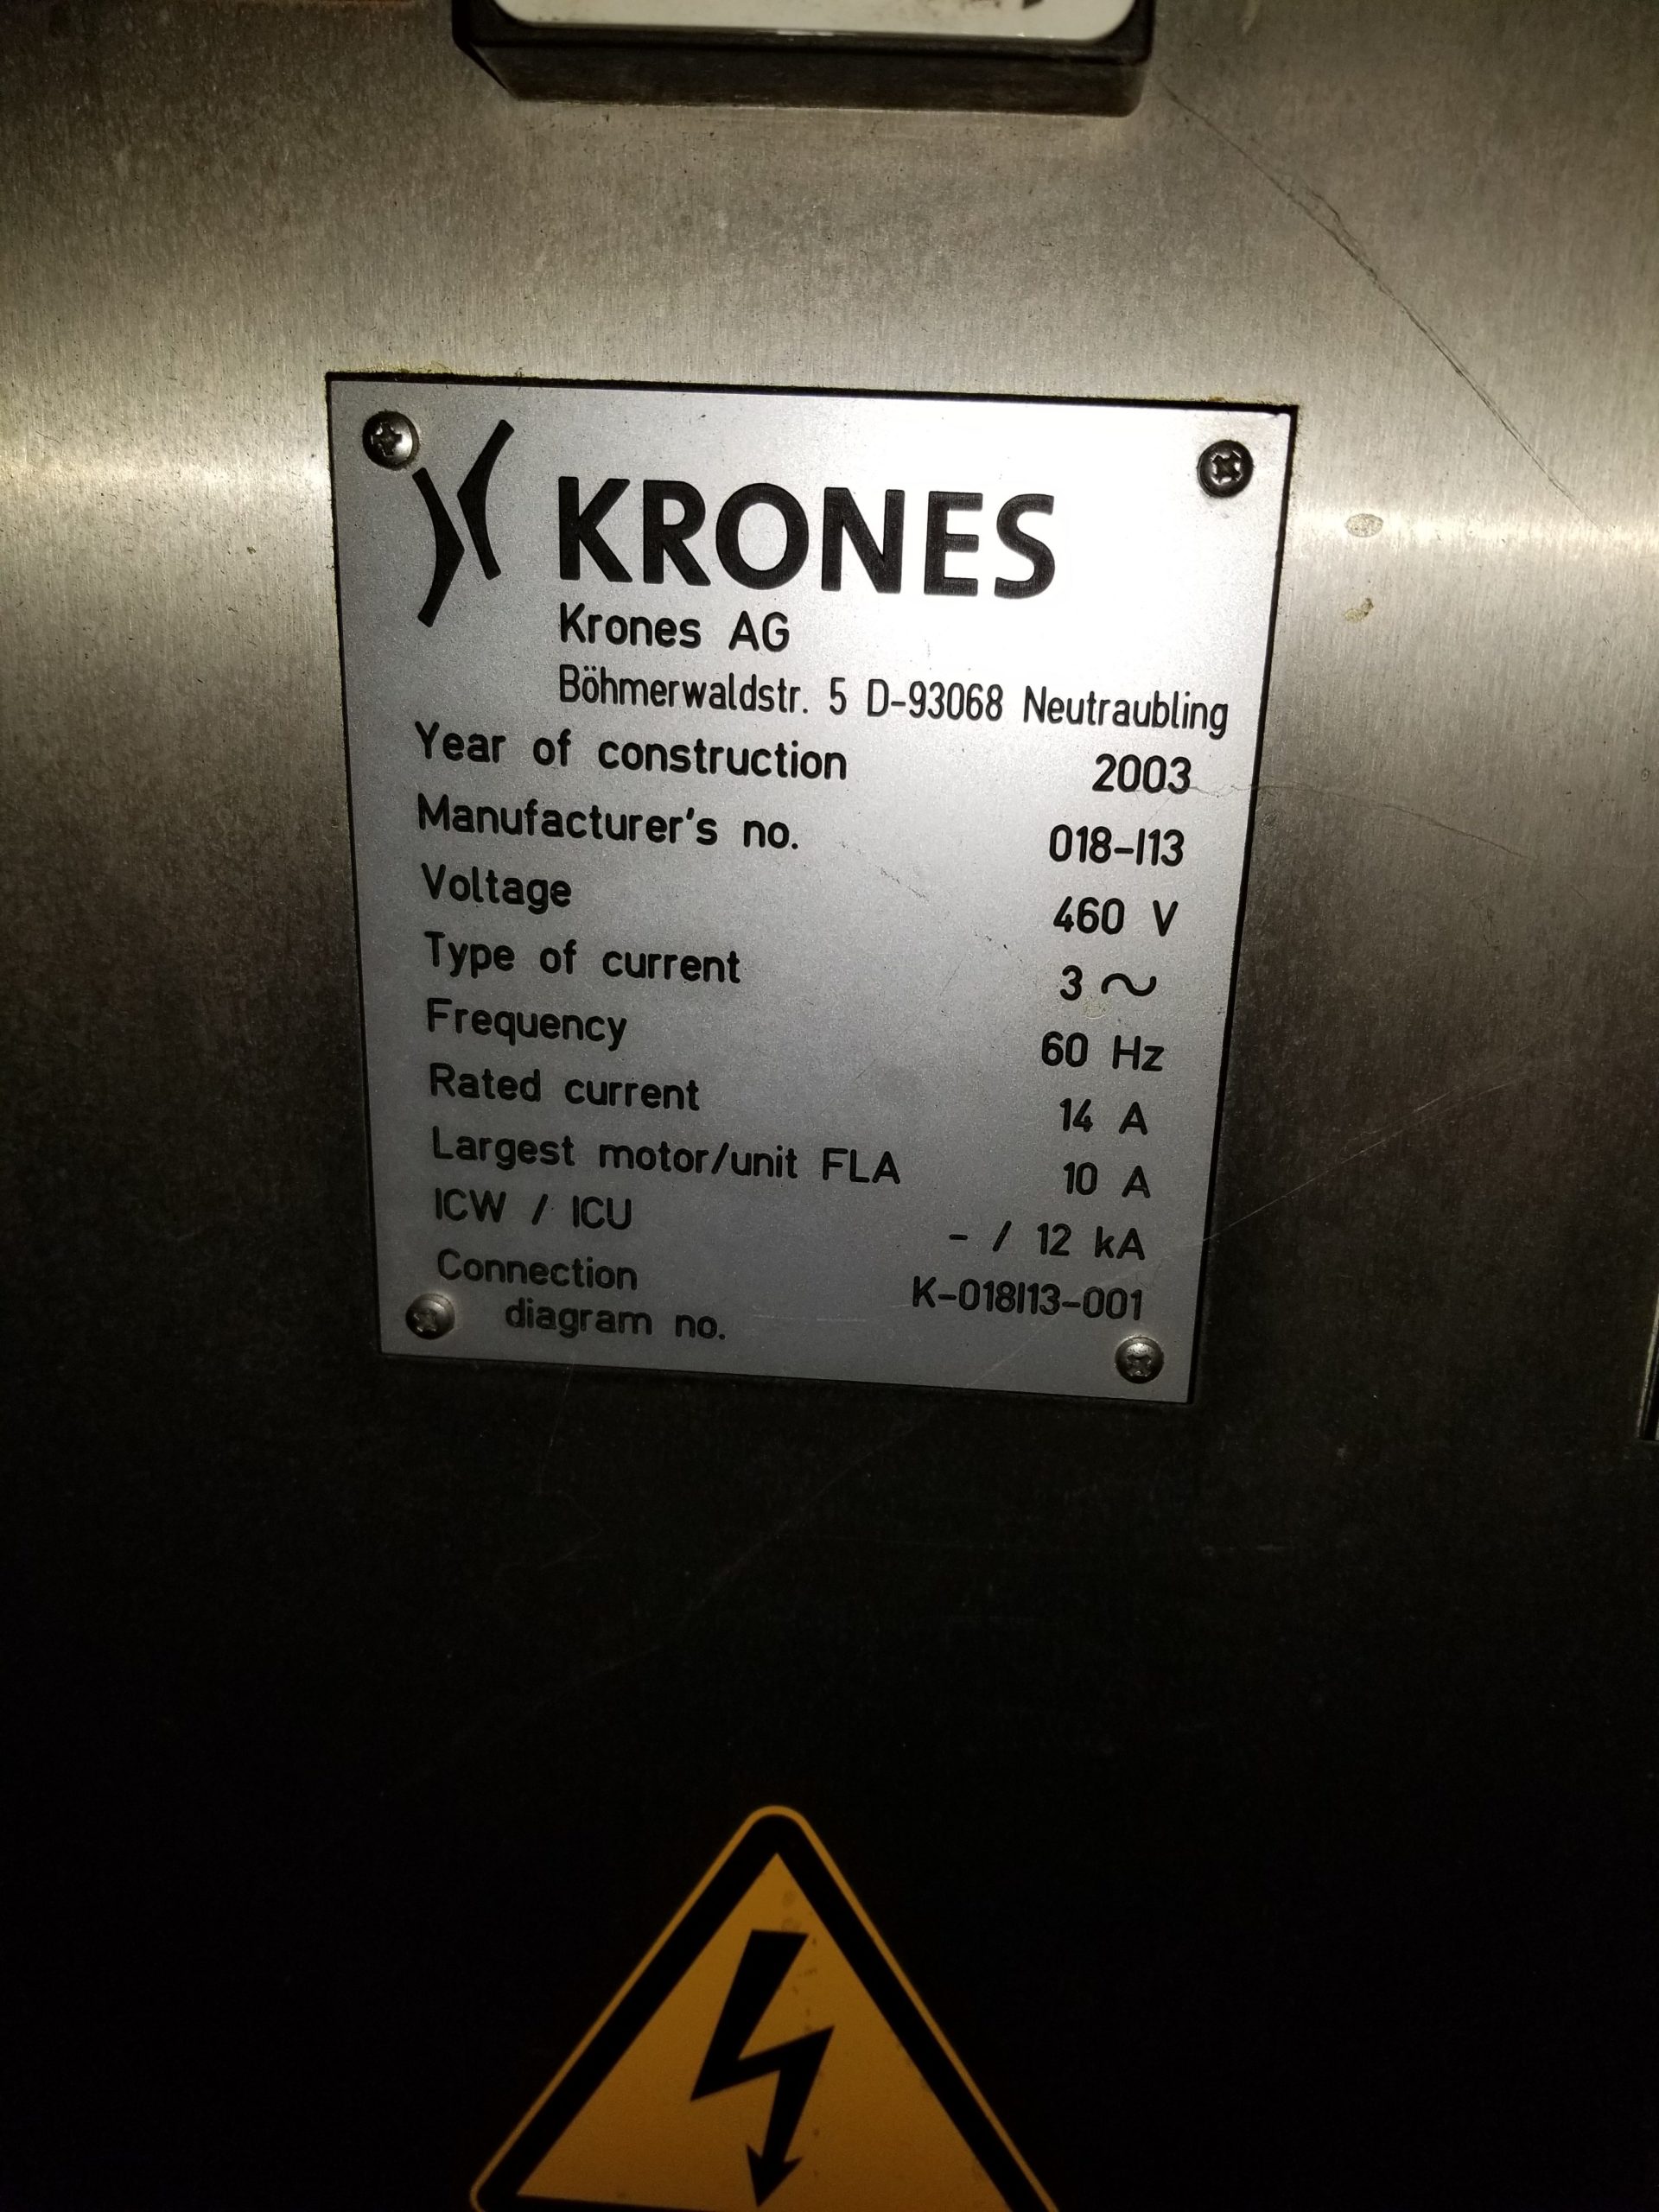 KRONES
Krones AG
Böhmerwaldstr. 5 D-93068 Neutraubling
Year of construction 2003
Manufacturer's no. 018-I13
Voltage 460 V
Type of current 3 ~
Frequency 60 Hz
Rated current 14 A
Largest motor/unit FLA 10 A
ICW / ICU - / 12 kA
Connection K-018I13-001
diagram no.